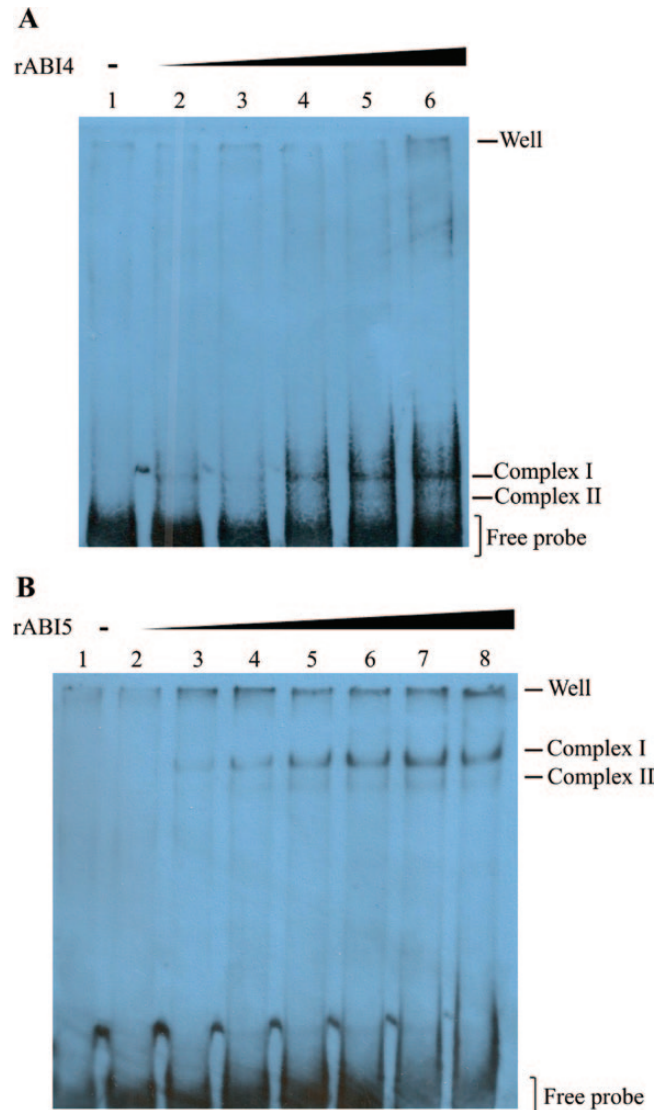 A
rABI4 -
1 2 3 4 5 6
Well
Complex I
Complex II
Free probe
B
rABI5 -
1 2 3 4 5 6 7 8
Well
Complex I
Complex II
Free probe